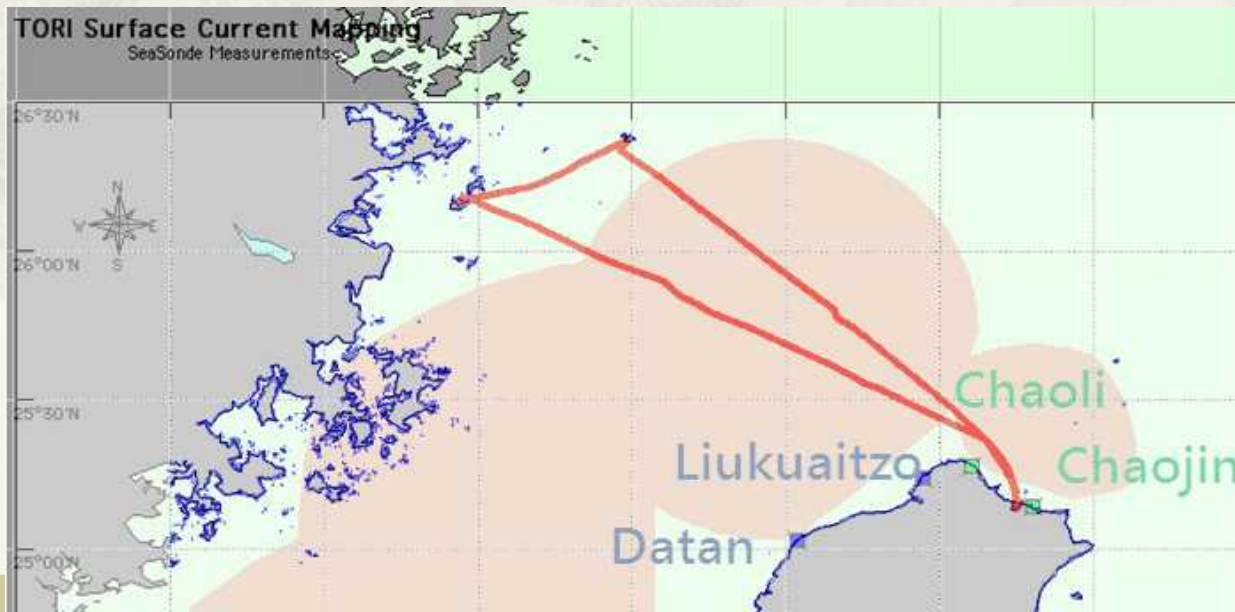 TORI Surface Current Mapping
SeaSonde Measurements
26°30'N
N
W E
S
26°00'N
25°30'N
Chaoli
Liukuaitzo
Chaojin
Datan
25°00'N